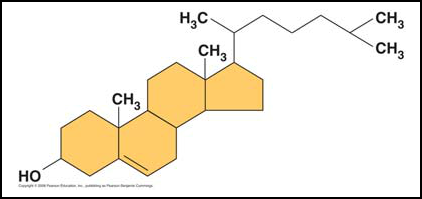 H₃C
CH₃
CH₃
CH₃
CH₃
HO
Copyright © 2008 Pearson Education, Inc., publishing as Pearson Benjamin Cummings.